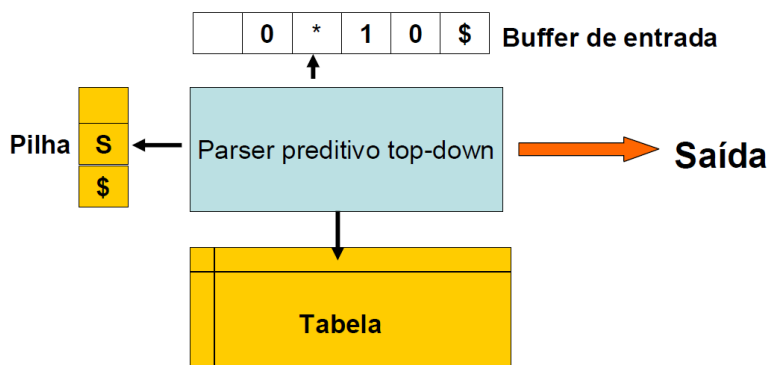 0 * 1 0 $ Buffer de entrada
Pilha S
$
Parser preditivo top-down
Saída
Tabela